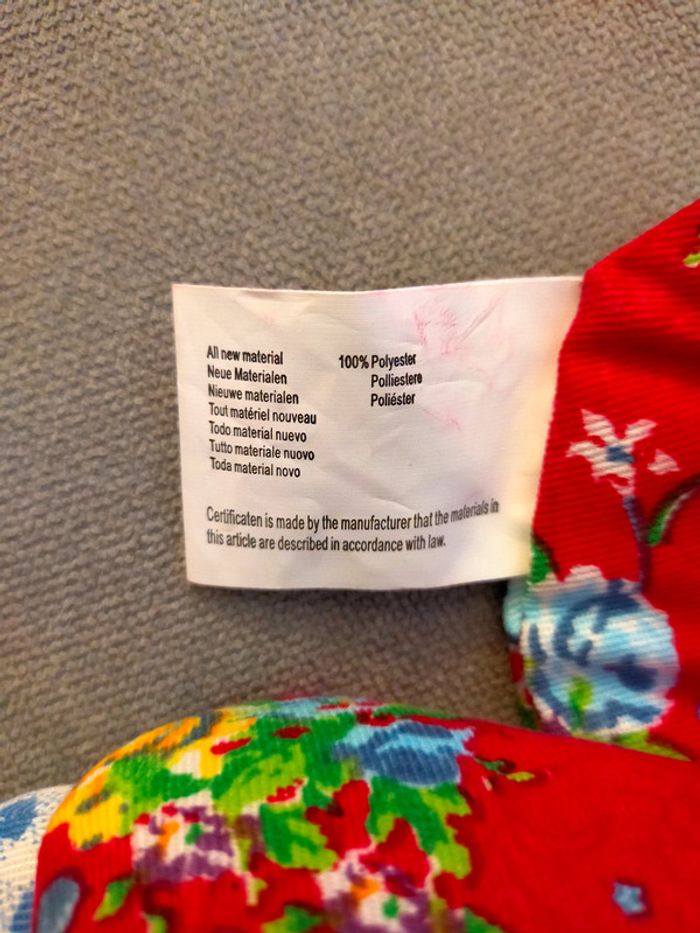 All new material
Neue Materialen
Nieuwe materialen
Tout matériel nouveau
Todo material nuevo
Tutto materiale nuovo
Toda material novo
100% Polyester
Polliestere
Poliéster
Certificaten is made by the manufacturer that the materials in
this article are described in accordance with law.